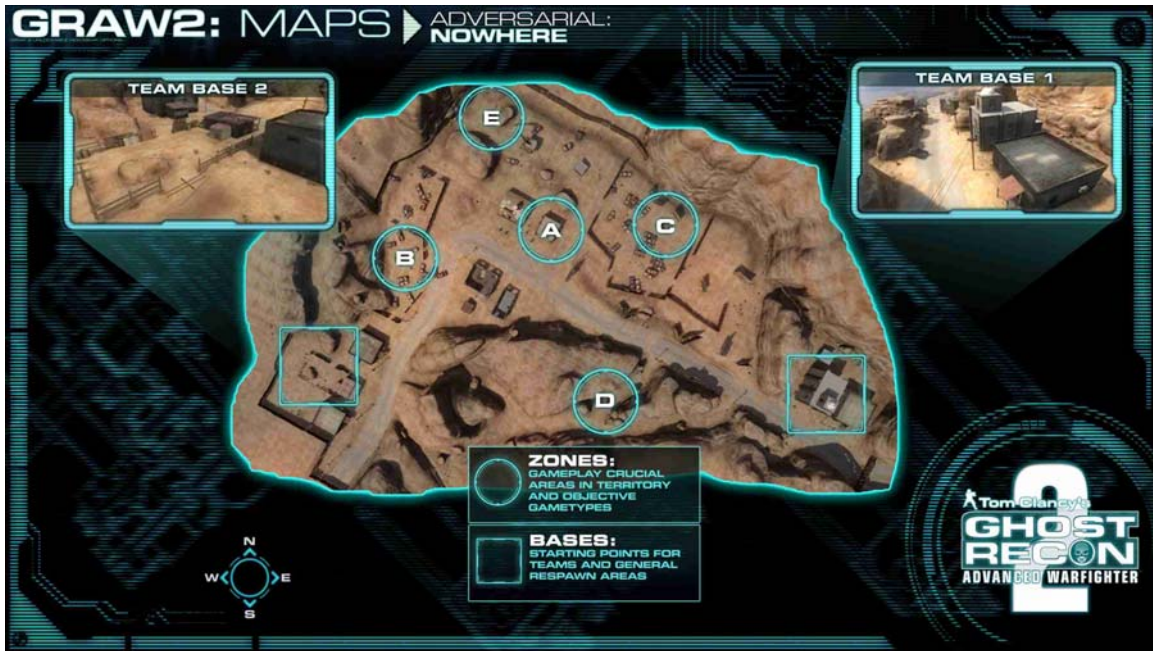 GRAW2: MAPS
ADVERSARIAL:
NOWHERE
TEAM BASE 2
TEAM BASE 1
E
A
C
B
D
ZONES:
GAMEPLAY CRUCIAL
AREAS IN TERRITORY
AND OBJECTIVE
GAMETYPES
BASES:
STARTING POINTS FOR
TEAMS AND GENERAL
RESPAWN AREAS
N
W E
S
2
Tom Clancy's
GHOST
RECON
ADVANCED WARFIGHTER